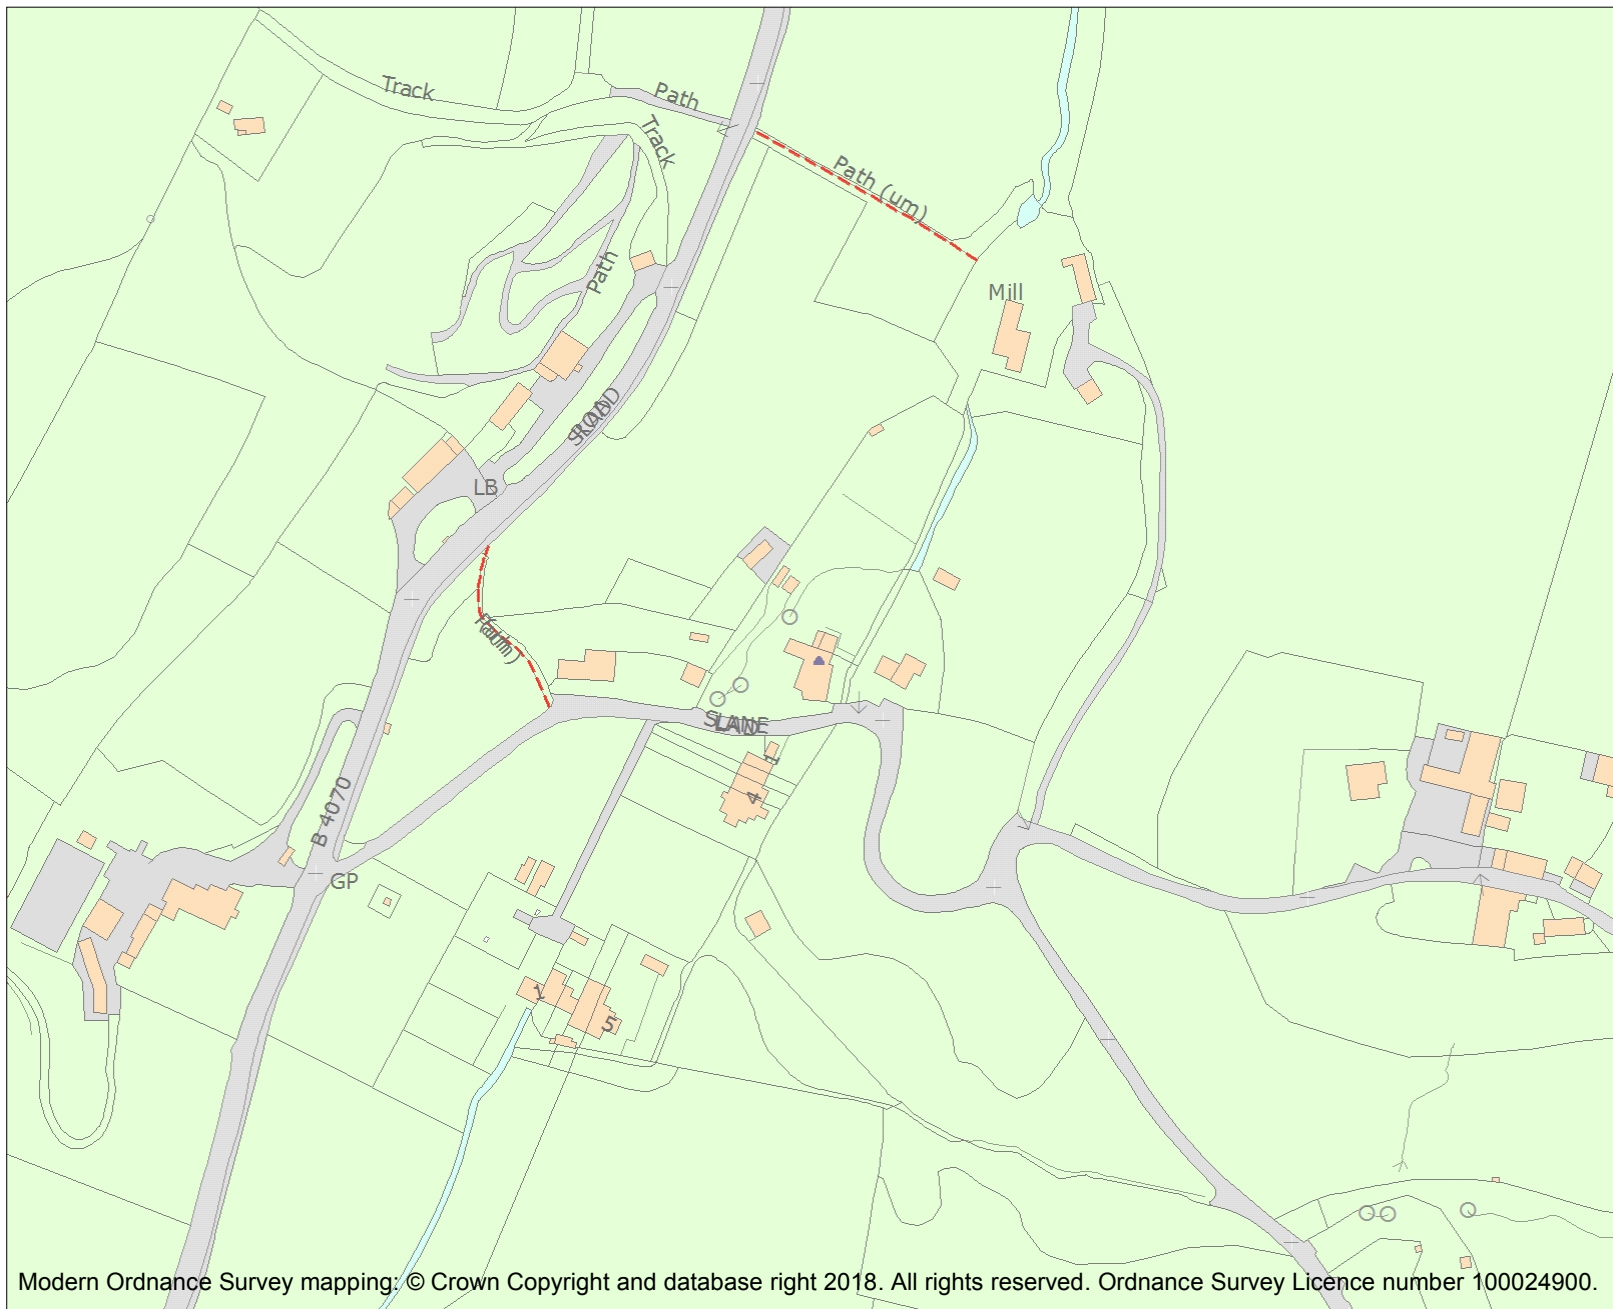 Track
Path
Track
Path (um)
Path
Mill
ROAD
LB
SLAD
LANE
1
4
B 4070
GP
1
5
Modern Ordnance Survey mapping: © Crown Copyright and database right 2018. All rights reserved. Ordnance Survey Licence number 100024900.